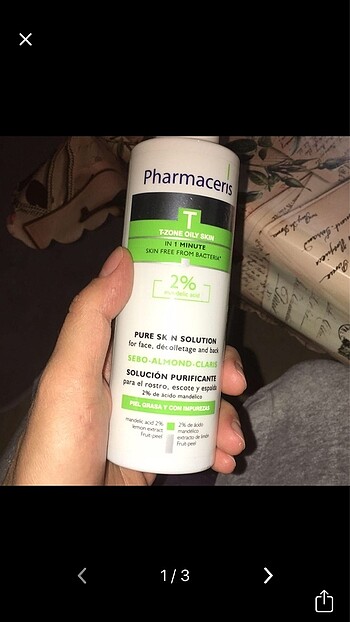 Pharmaceris
T
T-ZONE OILY SKIN
IN 1 MINUTE
SKIN FREE FROM BACTERIA*
2%
mandelic acid
PURE SKIN SOLUTION
for face, décolletage and back
SEBO-ALMOND-CLARIS
SOLUCIÓN PURIFICANTE
para el rostro, escote y espalda
2% de ácido mandélico
PIEL GRASA Y CON IMPUREZAS
mandelic acid 2%
lemon extract
fruit peel
2% de ácido
mandélico
extracto de limón
fruit peel
1 / 3